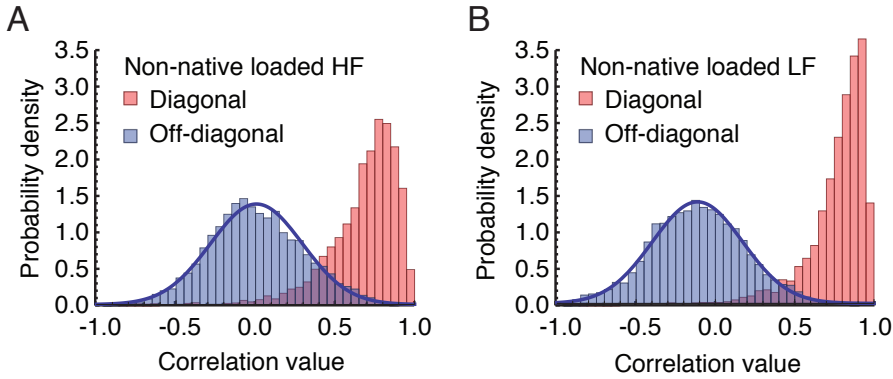 A
3.5
3.0
2.5
2.0
1.5
1.0
0.5
0.0
Probability density
Non-native loaded HF
Diagonal
Off-diagonal
-1.0 -0.5 0.0 0.5 1.0
Correlation value
B
3.5
3.0
2.5
2.0
1.5
1.0
0.5
0.0
Probability density
Non-native loaded LF
Diagonal
Off-diagonal
-1.0 -0.5 0.0 0.5 1.0
Correlation value